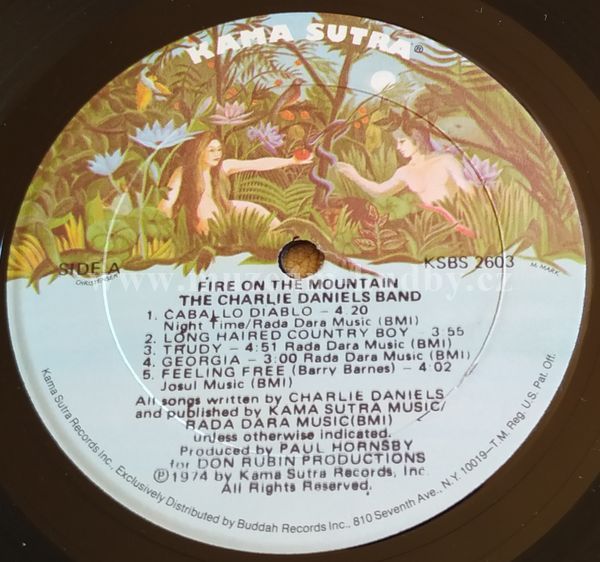 KAMA SUTRA®
SIDE A
CHRISTENSEN
KSBS 2603
M. MARK
FIRE ON THE MOUNTAIN
THE CHARLIE DANIELS BAND
1. CABALLO DIABLO – 4.20
Night Time/Rada Dara Music (BMI)
2. LONG HAIRED COUNTRY BOY – 3:55
3. TRUDY – 4:51 Rada Dara Music (BMI)
4. GEORGIA – 3:00 Rada Dara Music (BMI)
5. FEELING FREE (Barry Barnes) – 4:02
Josul Music (BMI)
All songs written by CHARLIE DANIELS
and published by KAMA SUTRA MUSIC/
RADA DARA MUSIC(BMI)
unless otherwise indicated.
Produced by PAUL HORNSBY
for DON RUBIN PRODUCTIONS
Ⓟ1974 by Kama Sutra Records, Inc.
All Rights Reserved.
Kama Sutra Records Inc., Exclusively Distributed by Buddah Records Inc., 810 Seventh Ave., N.Y. 10019–T.M. Reg. U.S. Pat. Off.